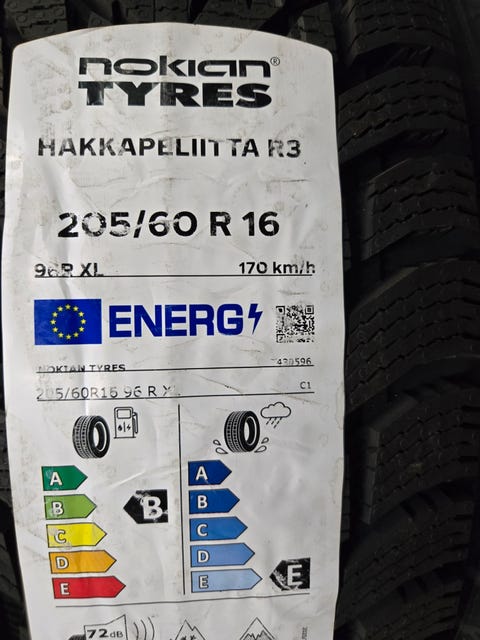 nokian®
TYRES
HAKKAPELIITTA R3
205/60 R 16
96R XL 170 km/h
ENERG
NOKIAN TYRES
205/60R16 96 R XL C1
A A
B B B
C C
D D
E E E
72dB